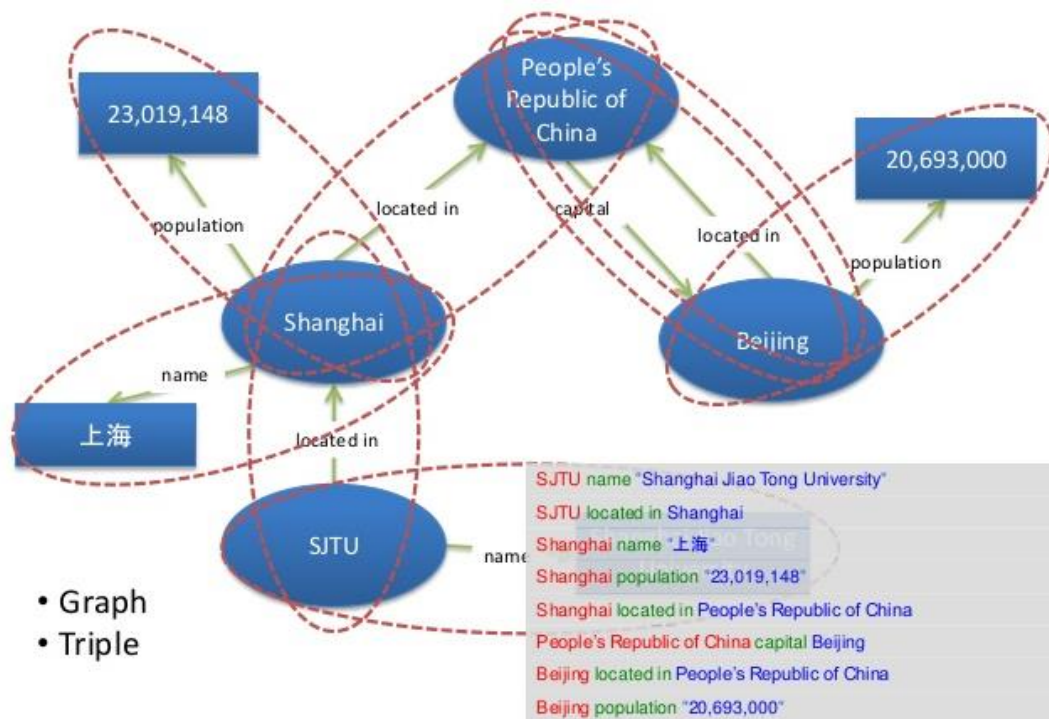 23,019,148
People's
Republic of
China
20,693,000
population
located in
capital
located in
population
Shanghai
Beijing
name
上海
located in
SJTU
name
• Graph
• Triple
SJTU name "Shanghai Jiao Tong University"
SJTU located in Shanghai
Shanghai name "上海"
Shanghai population "23,019,148"
Shanghai located in People's Republic of China
People's Republic of China capital Beijing
Beijing located in People's Republic of China
Beijing population "20,693,000"